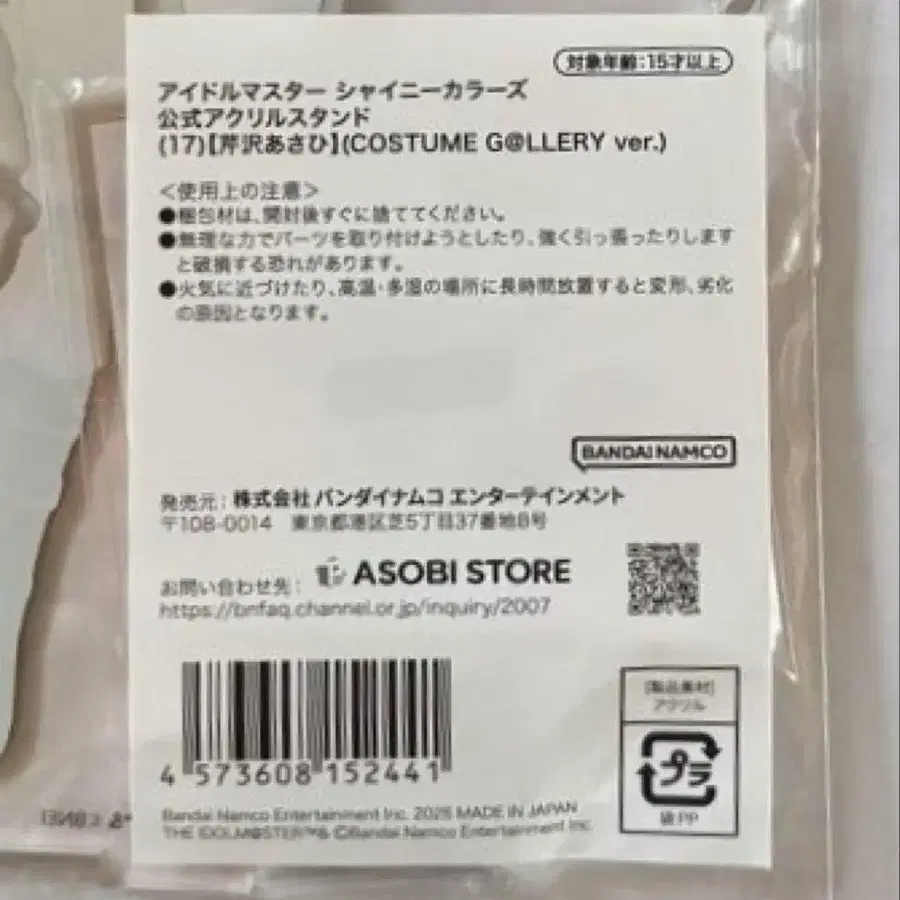 対象年齢:15才以上
アイドルマスター シャイニーカラーズ
公式アクリルスタンド
(17)【芹沢あさひ】(COSTUME G@LLERY ver.)
＜使用上の注意＞
●梱包材は、開封後すぐに捨ててください。
●無理な力でパーツを取り付けようとしたり、強く引っ張ったりします
と破損する恐れがあります。
●火気に近づけたり、高温・多湿の場所に長時間放置すると変形、劣化
の原因となります。
BANDAI NAMCO
発売元：株式会社 バンダイナムコ エンターテインメント
〒108-0014 東京都港区芝5丁目37番地8号
お問い合わせ先： ASOBI STORE
https://bnfaq.channel.or.jp/inquiry/2007
[製品素材]
アクリル
プラ
袋:PP
4 573608 152441
Bandai Namco Entertainment Inc. 2025 MADE IN JAPAN
THE IDOLM@STER™& ©Bandai Namco Entertainment Inc.